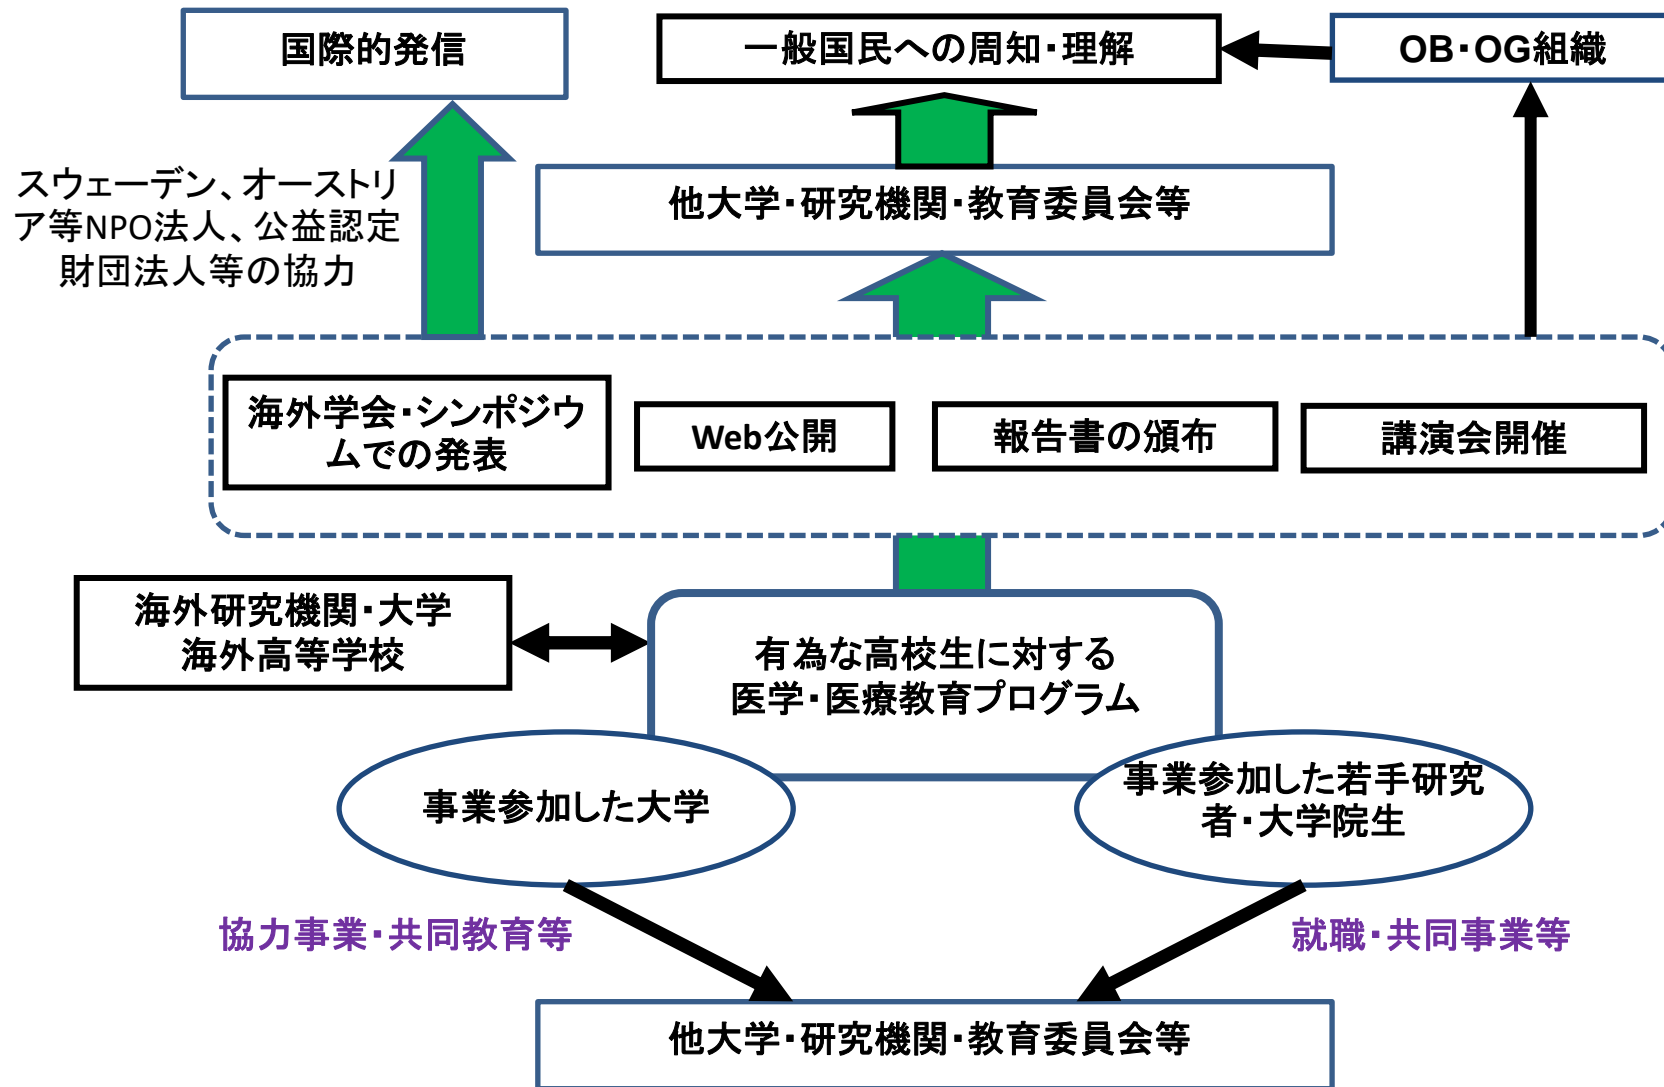 国際的発信
一般国民への周知・理解
OB・OG組織
スウェーデン、オーストリ
ア等NPO法人、公益認定
財団法人等の協力
他大学・研究機関・教育委員会等
海外学会・シンポジウ
ムでの発表
Web公開
報告書の頒布
講演会開催
海外研究機関・大学
海外高等学校
有為な高校生に対する
医学・医療教育プログラム
事業参加した大学
事業参加した若手研究
者・大学院生
協力事業・共同教育等
就職・共同事業等
他大学・研究機関・教育委員会等